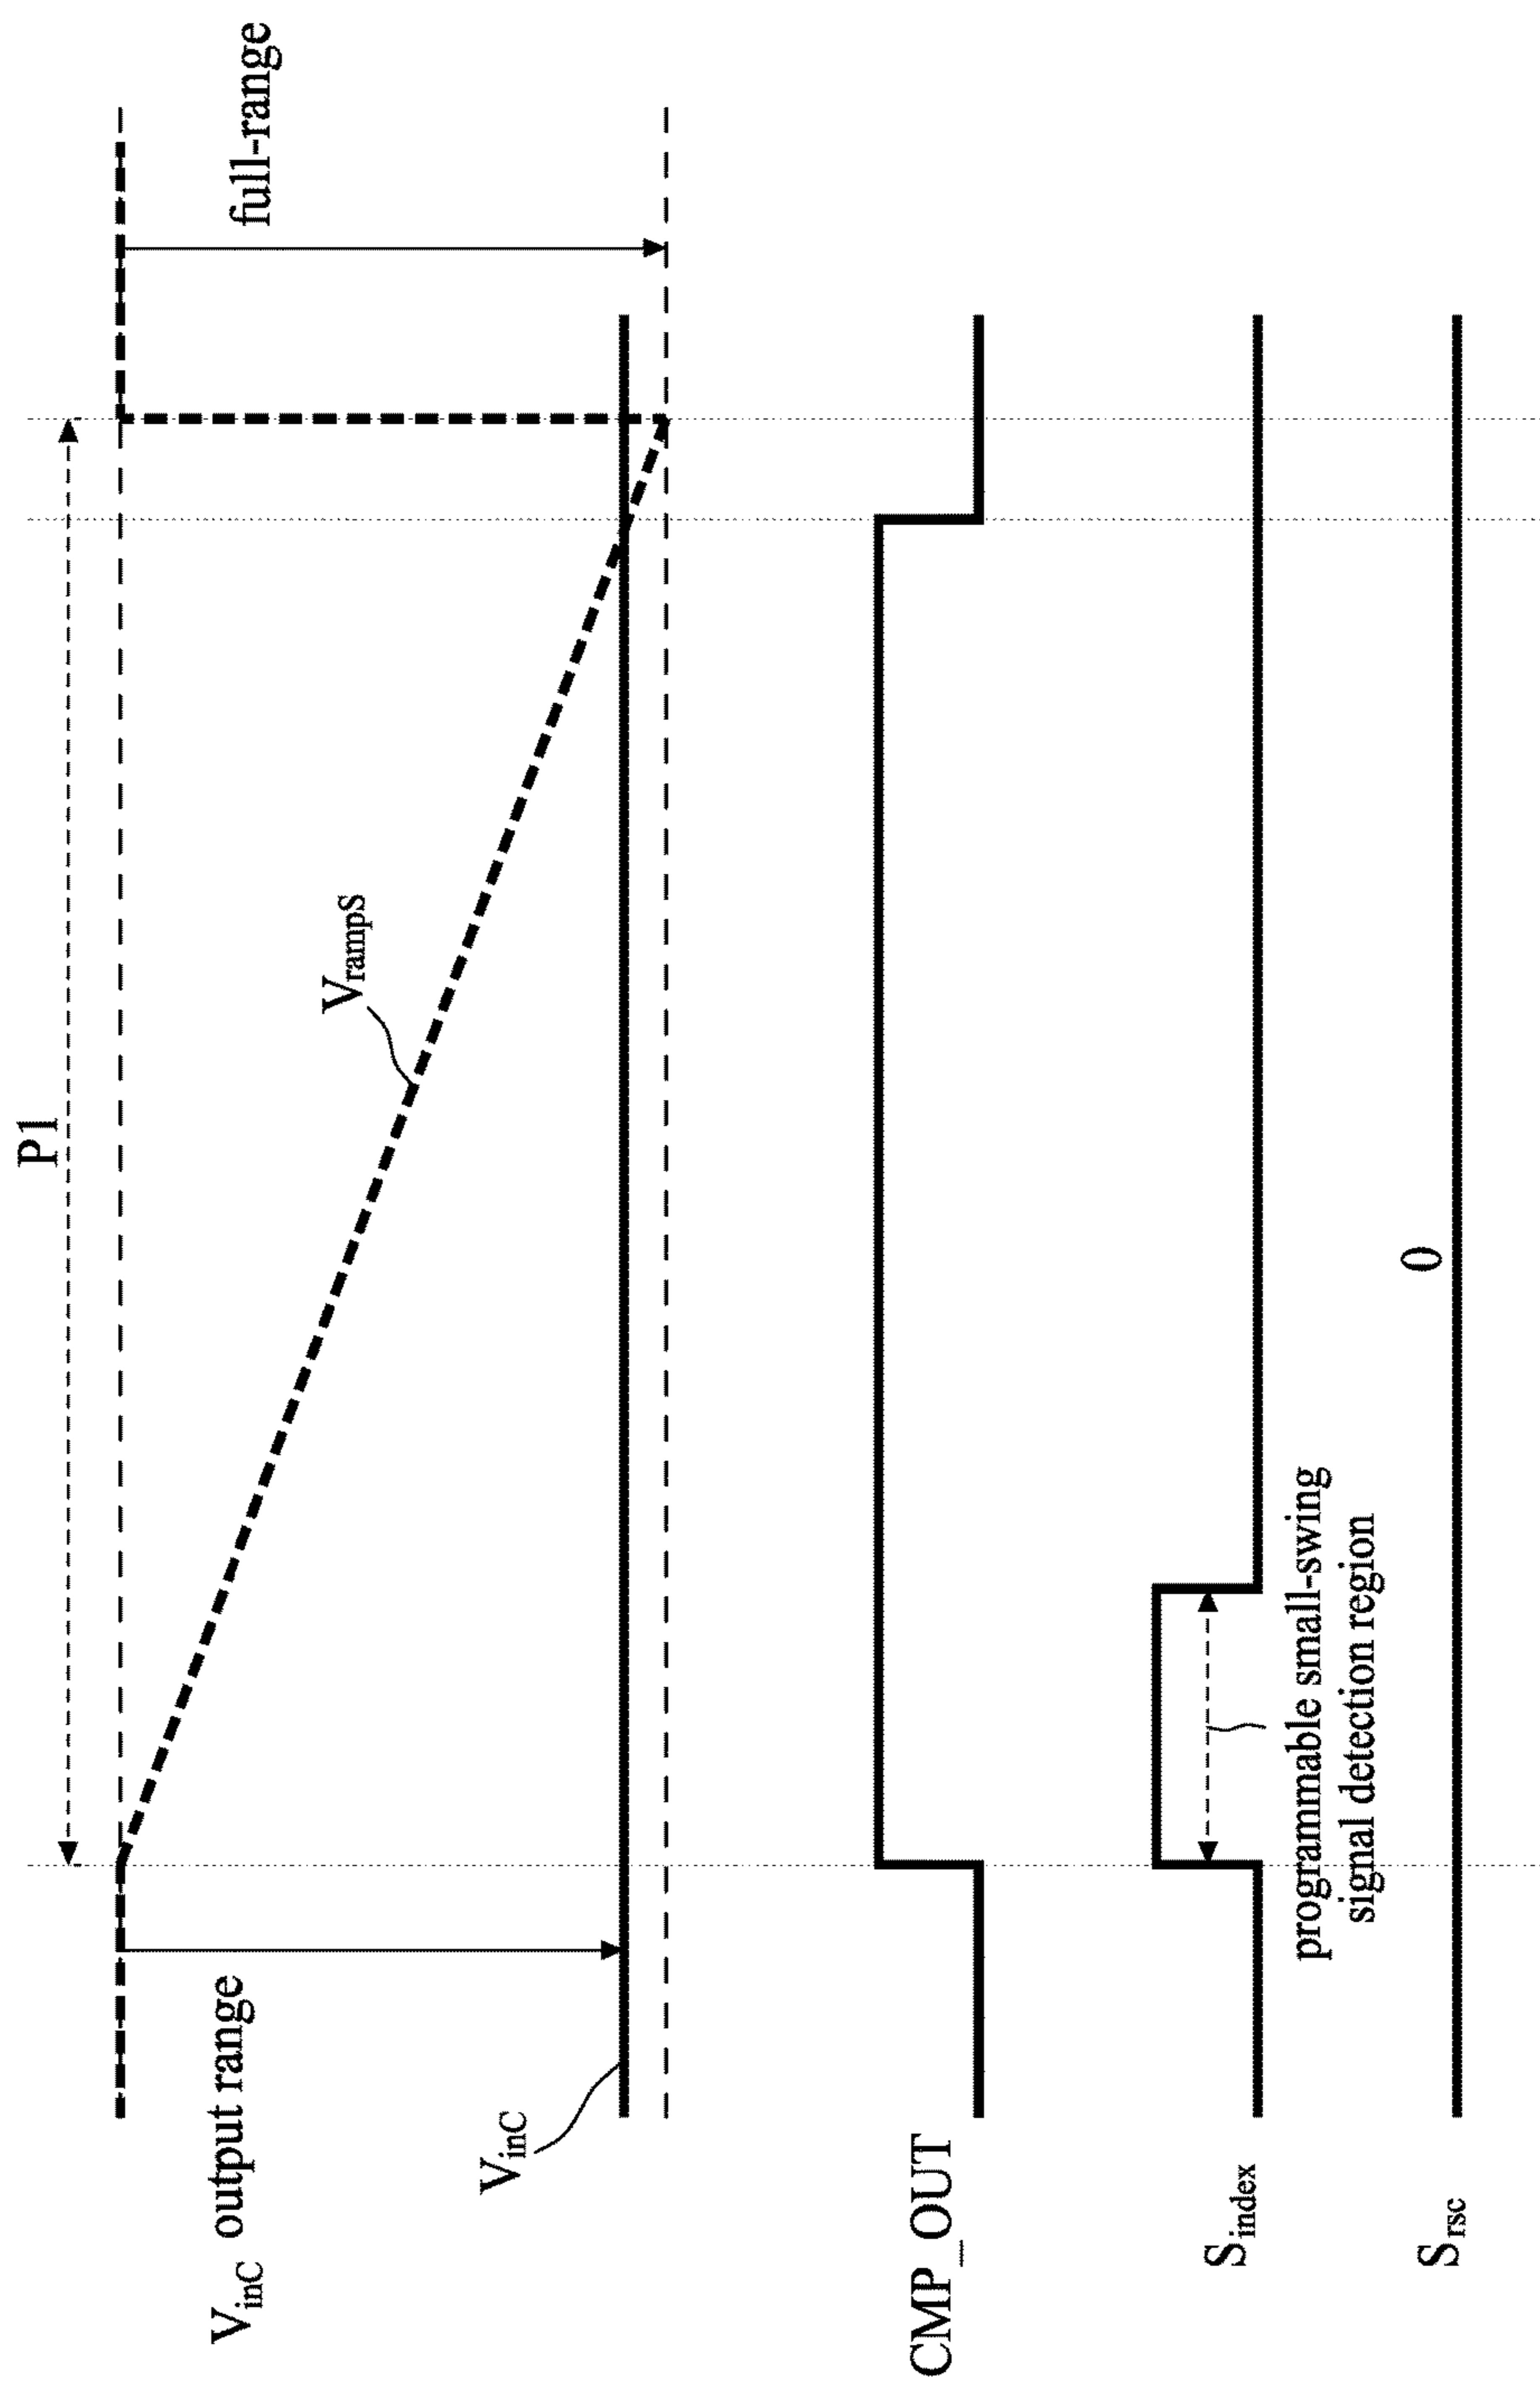 P1
full-range
V_rampS
V_inC output range
V_inC
CMP_OUT
S_index
programmable small-swing
signal detection region
S_rsc
0